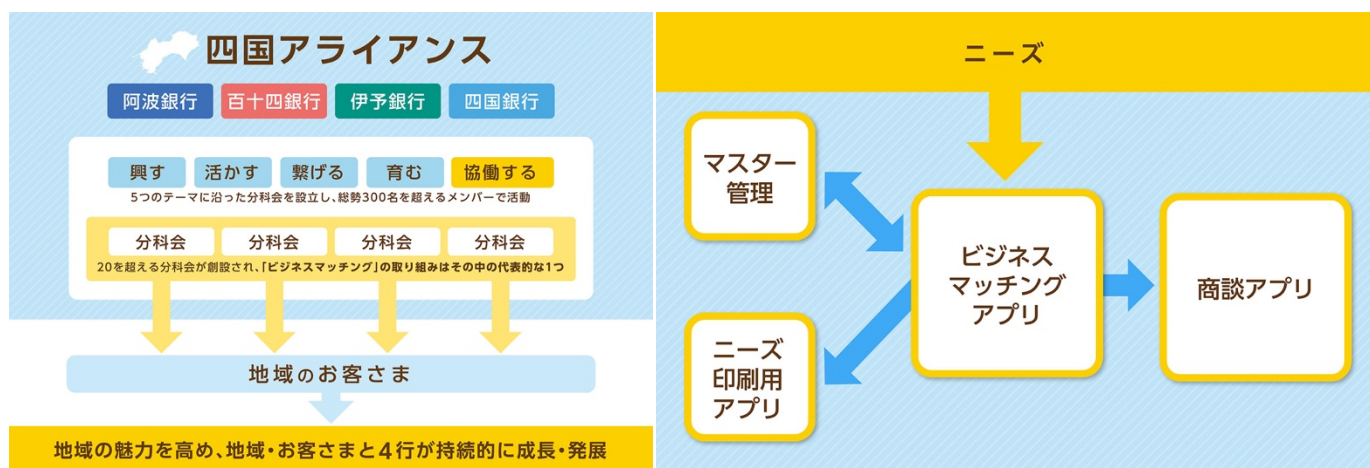 四国アライアンス
阿波銀行
百十四銀行
伊予銀行
四国銀行
興す
活かす
繋げる
育む
協働する
5つのテーマに沿った分科会を設立し、総勢300名を超えるメンバーで活動
分科会
分科会
分科会
分科会
20を超える分科会が創設され、「ビジネスマッチング」の取り組みはその中の代表的な1つ
地域のお客さま
地域の魅力を高め、地域・お客さまと4行が持続的に成長・発展
ニーズ
マスター
管理
ビジネス
マッチング
アプリ
商談アプリ
ニーズ
印刷用
アプリ